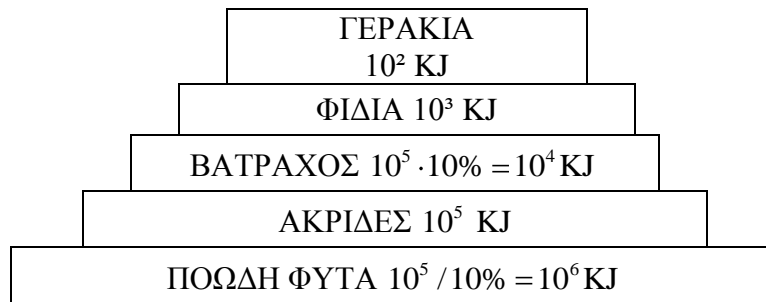 ΓΕΡΑΚΙΑ
10² KJ
ΦΙΔΙΑ 10³ KJ
ΒΑΤΡΑΧΟΣ 10⁵ · 10% = 10⁴ KJ
ΑΚΡΙΔΕΣ 10⁵ KJ
ΠΟΩΔΗ ΦΥΤΑ 10⁵ / 10% = 10⁶ KJ